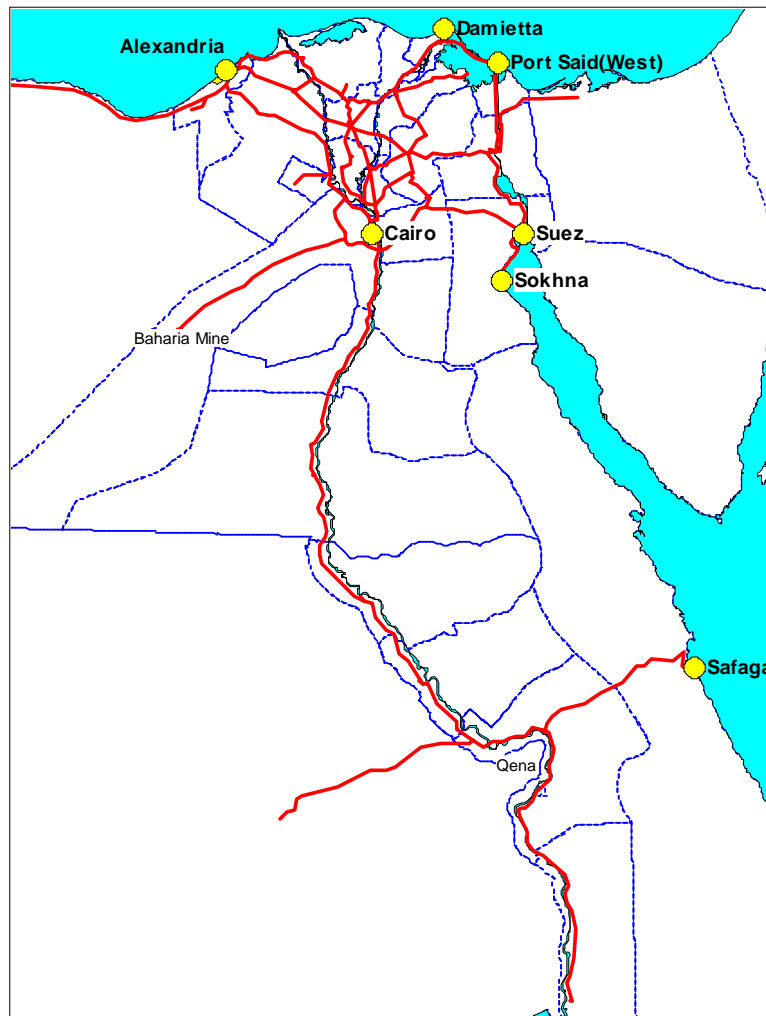 Damietta
Alexandria
Port Said(West)
Cairo
Suez
Sokhna
Baharia Mine
Safaga
Qena